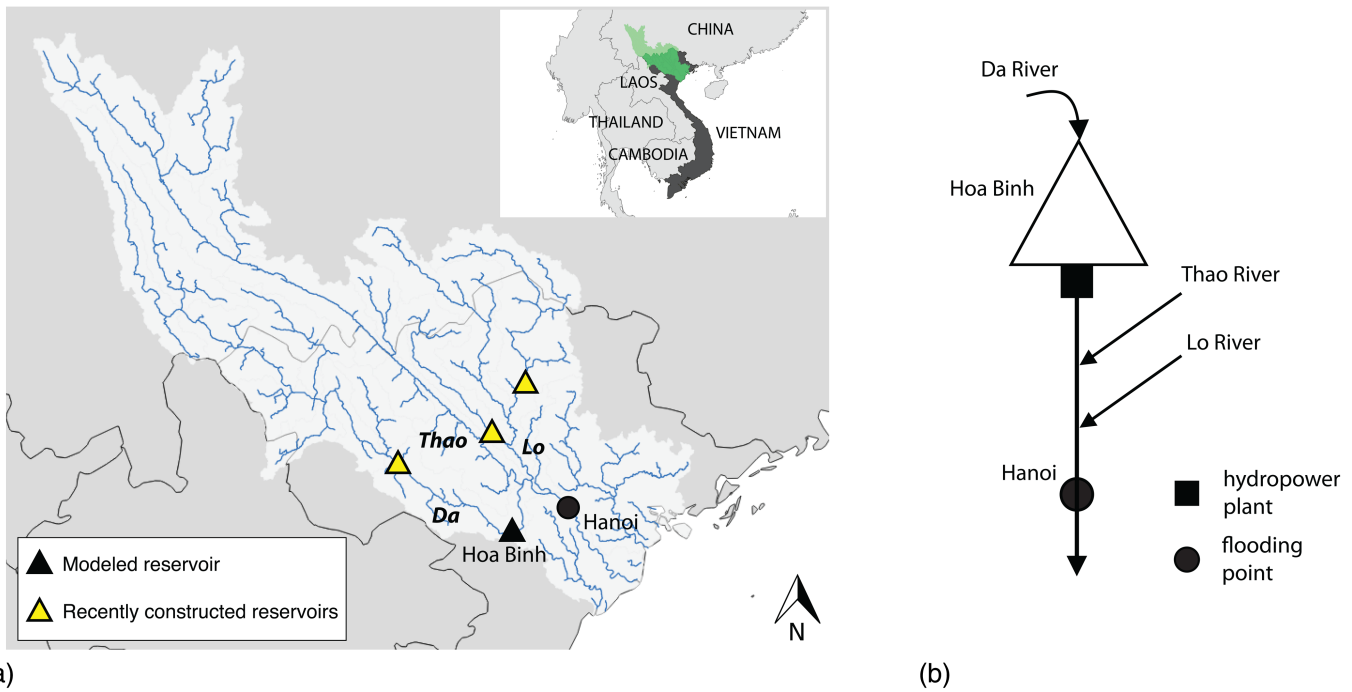 CHINA
LAOS
THAILAND
VIETNAM
CAMBODIA
Thao
Lo
Da
Hanoi
Hoa Binh
Modeled reservoir
Recently constructed reservoirs
N
a)
Da River
Hoa Binh
Thao River
Lo River
Hanoi
hydropower
plant
flooding
point
(b)